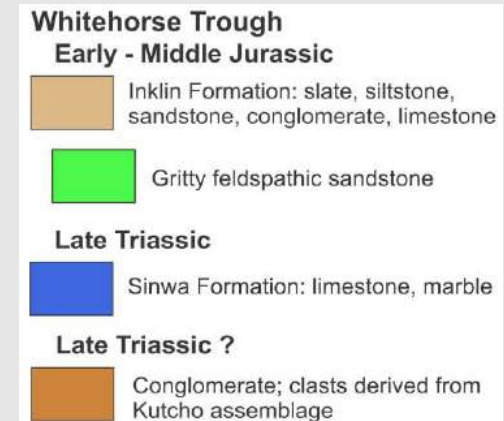 Whitehorse Trough
Early - Middle Jurassic
Inklin Formation: slate, siltstone,
sandstone, conglomerate, limestone
Gritty feldspathic sandstone
Late Triassic
Sinwa Formation: limestone, marble
Late Triassic ?
Conglomerate; clasts derived from
Kutcho assemblage